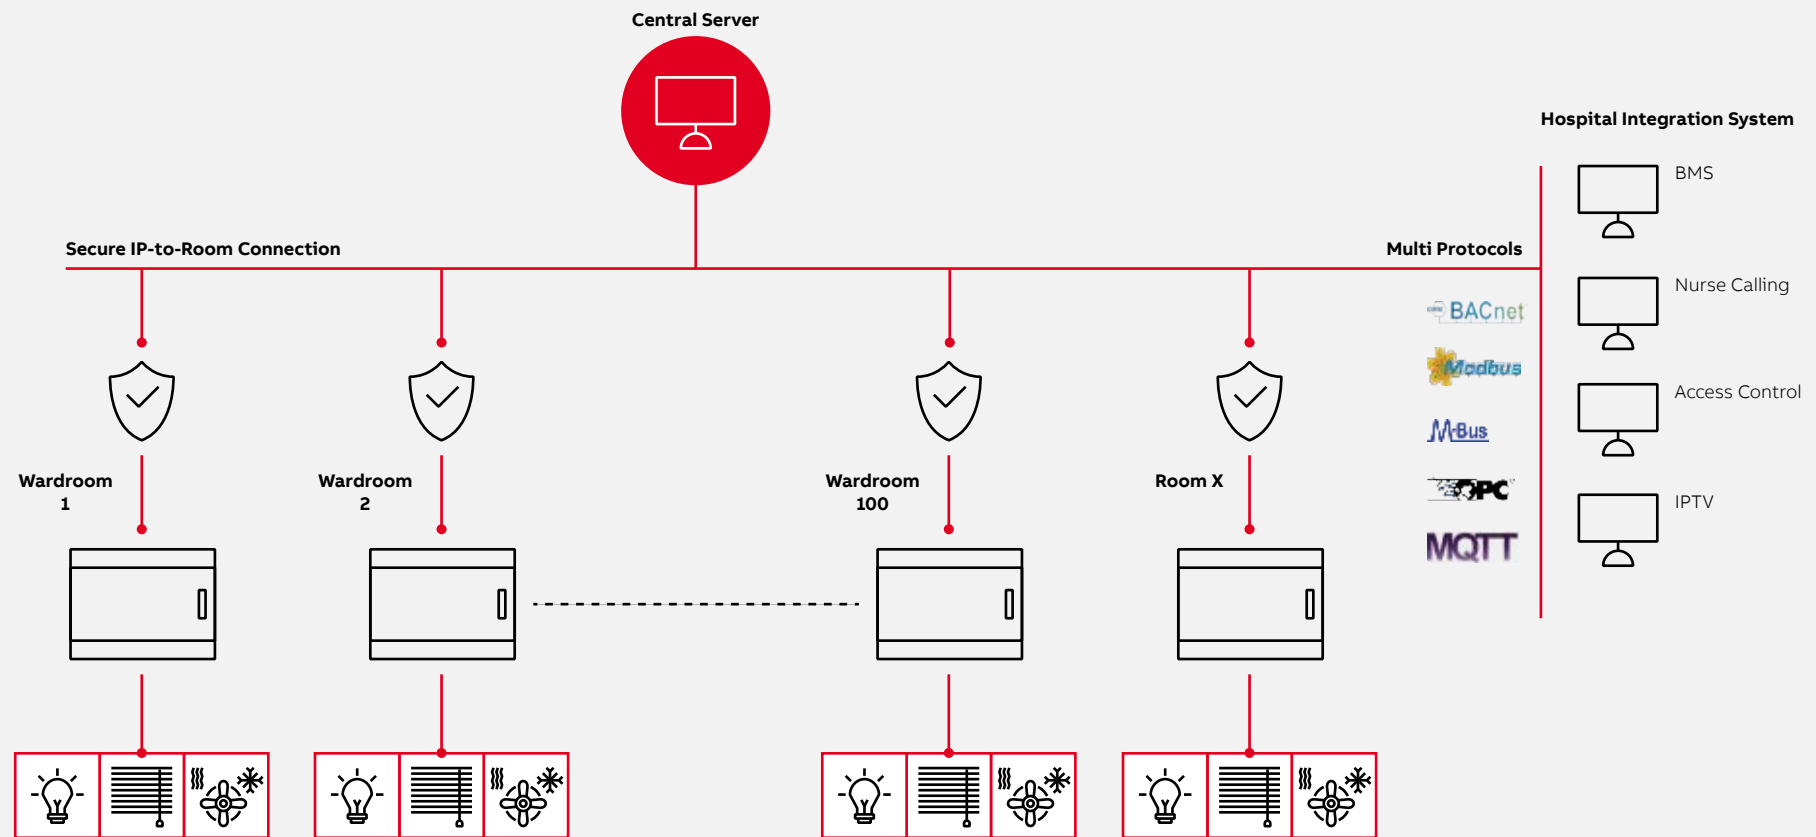 Central Server
Hospital Integration System
BMS
Secure IP-to-Room Connection
Multi Protocols
Nurse Calling
BACnet
Modbus
Access Control
M-Bus
Wardroom
1
Wardroom
2
Wardroom
100
Room X
OPC
IPTV
MQTT